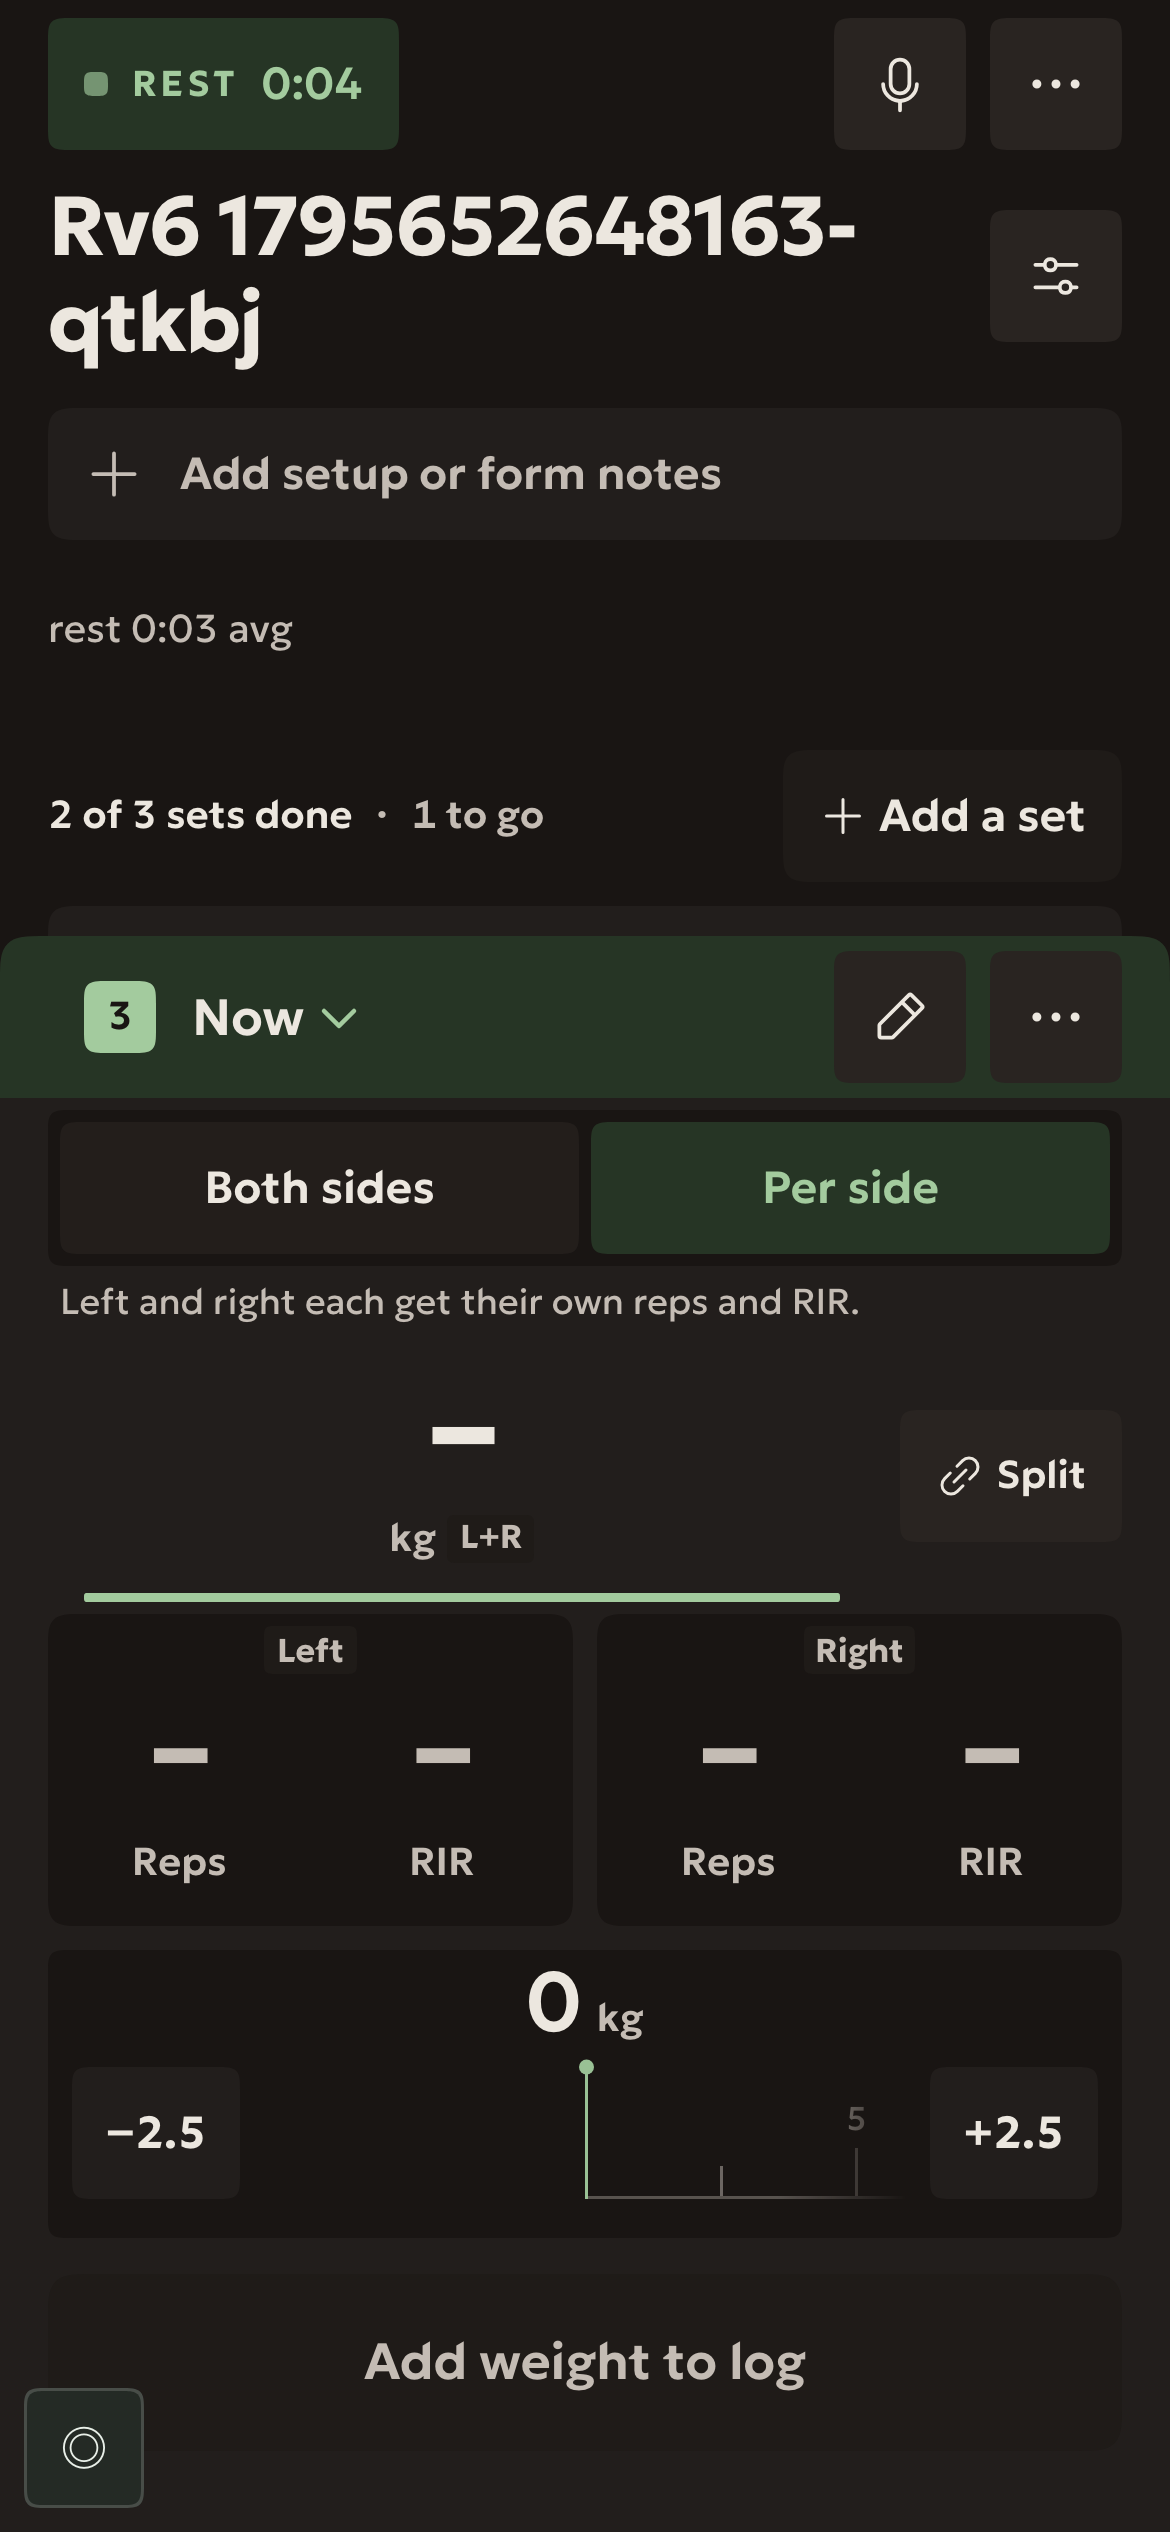 REST 0:04
Rv6 1795652648163-
qtkbj
Add setup or form notes
rest 0:03 avg
2 of 3 sets done · 1 to go
+ Add a set
3 Now
Both sides
Per side
Left and right each get their own reps and RIR.
–
Split
kg L+R
Left
Right
– – – –
Reps RIR Reps RIR
0 kg
5
−2.5
+2.5
Add weight to log